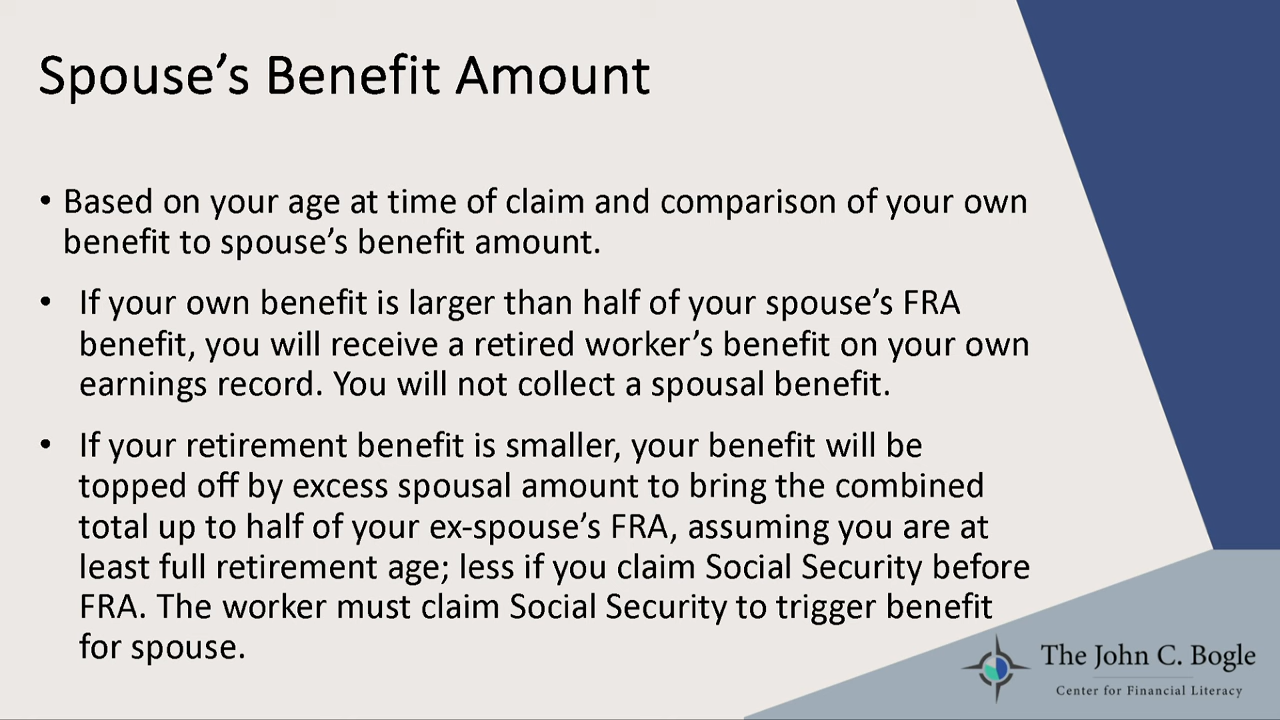 Spouse’s Benefit Amount
• Based on your age at time of claim and comparison of your own
benefit to spouse’s benefit amount.
• If your own benefit is larger than half of your spouse’s FRA
benefit, you will receive a retired worker’s benefit on your own
earnings record. You will not collect a spousal benefit.
• If your retirement benefit is smaller, your benefit will be
topped off by excess spousal amount to bring the combined
total up to half of your ex-spouse’s FRA, assuming you are at
least full retirement age; less if you claim Social Security before
FRA. The worker must claim Social Security to trigger benefit
for spouse.
The John C. Bogle
Center for Financial Literacy